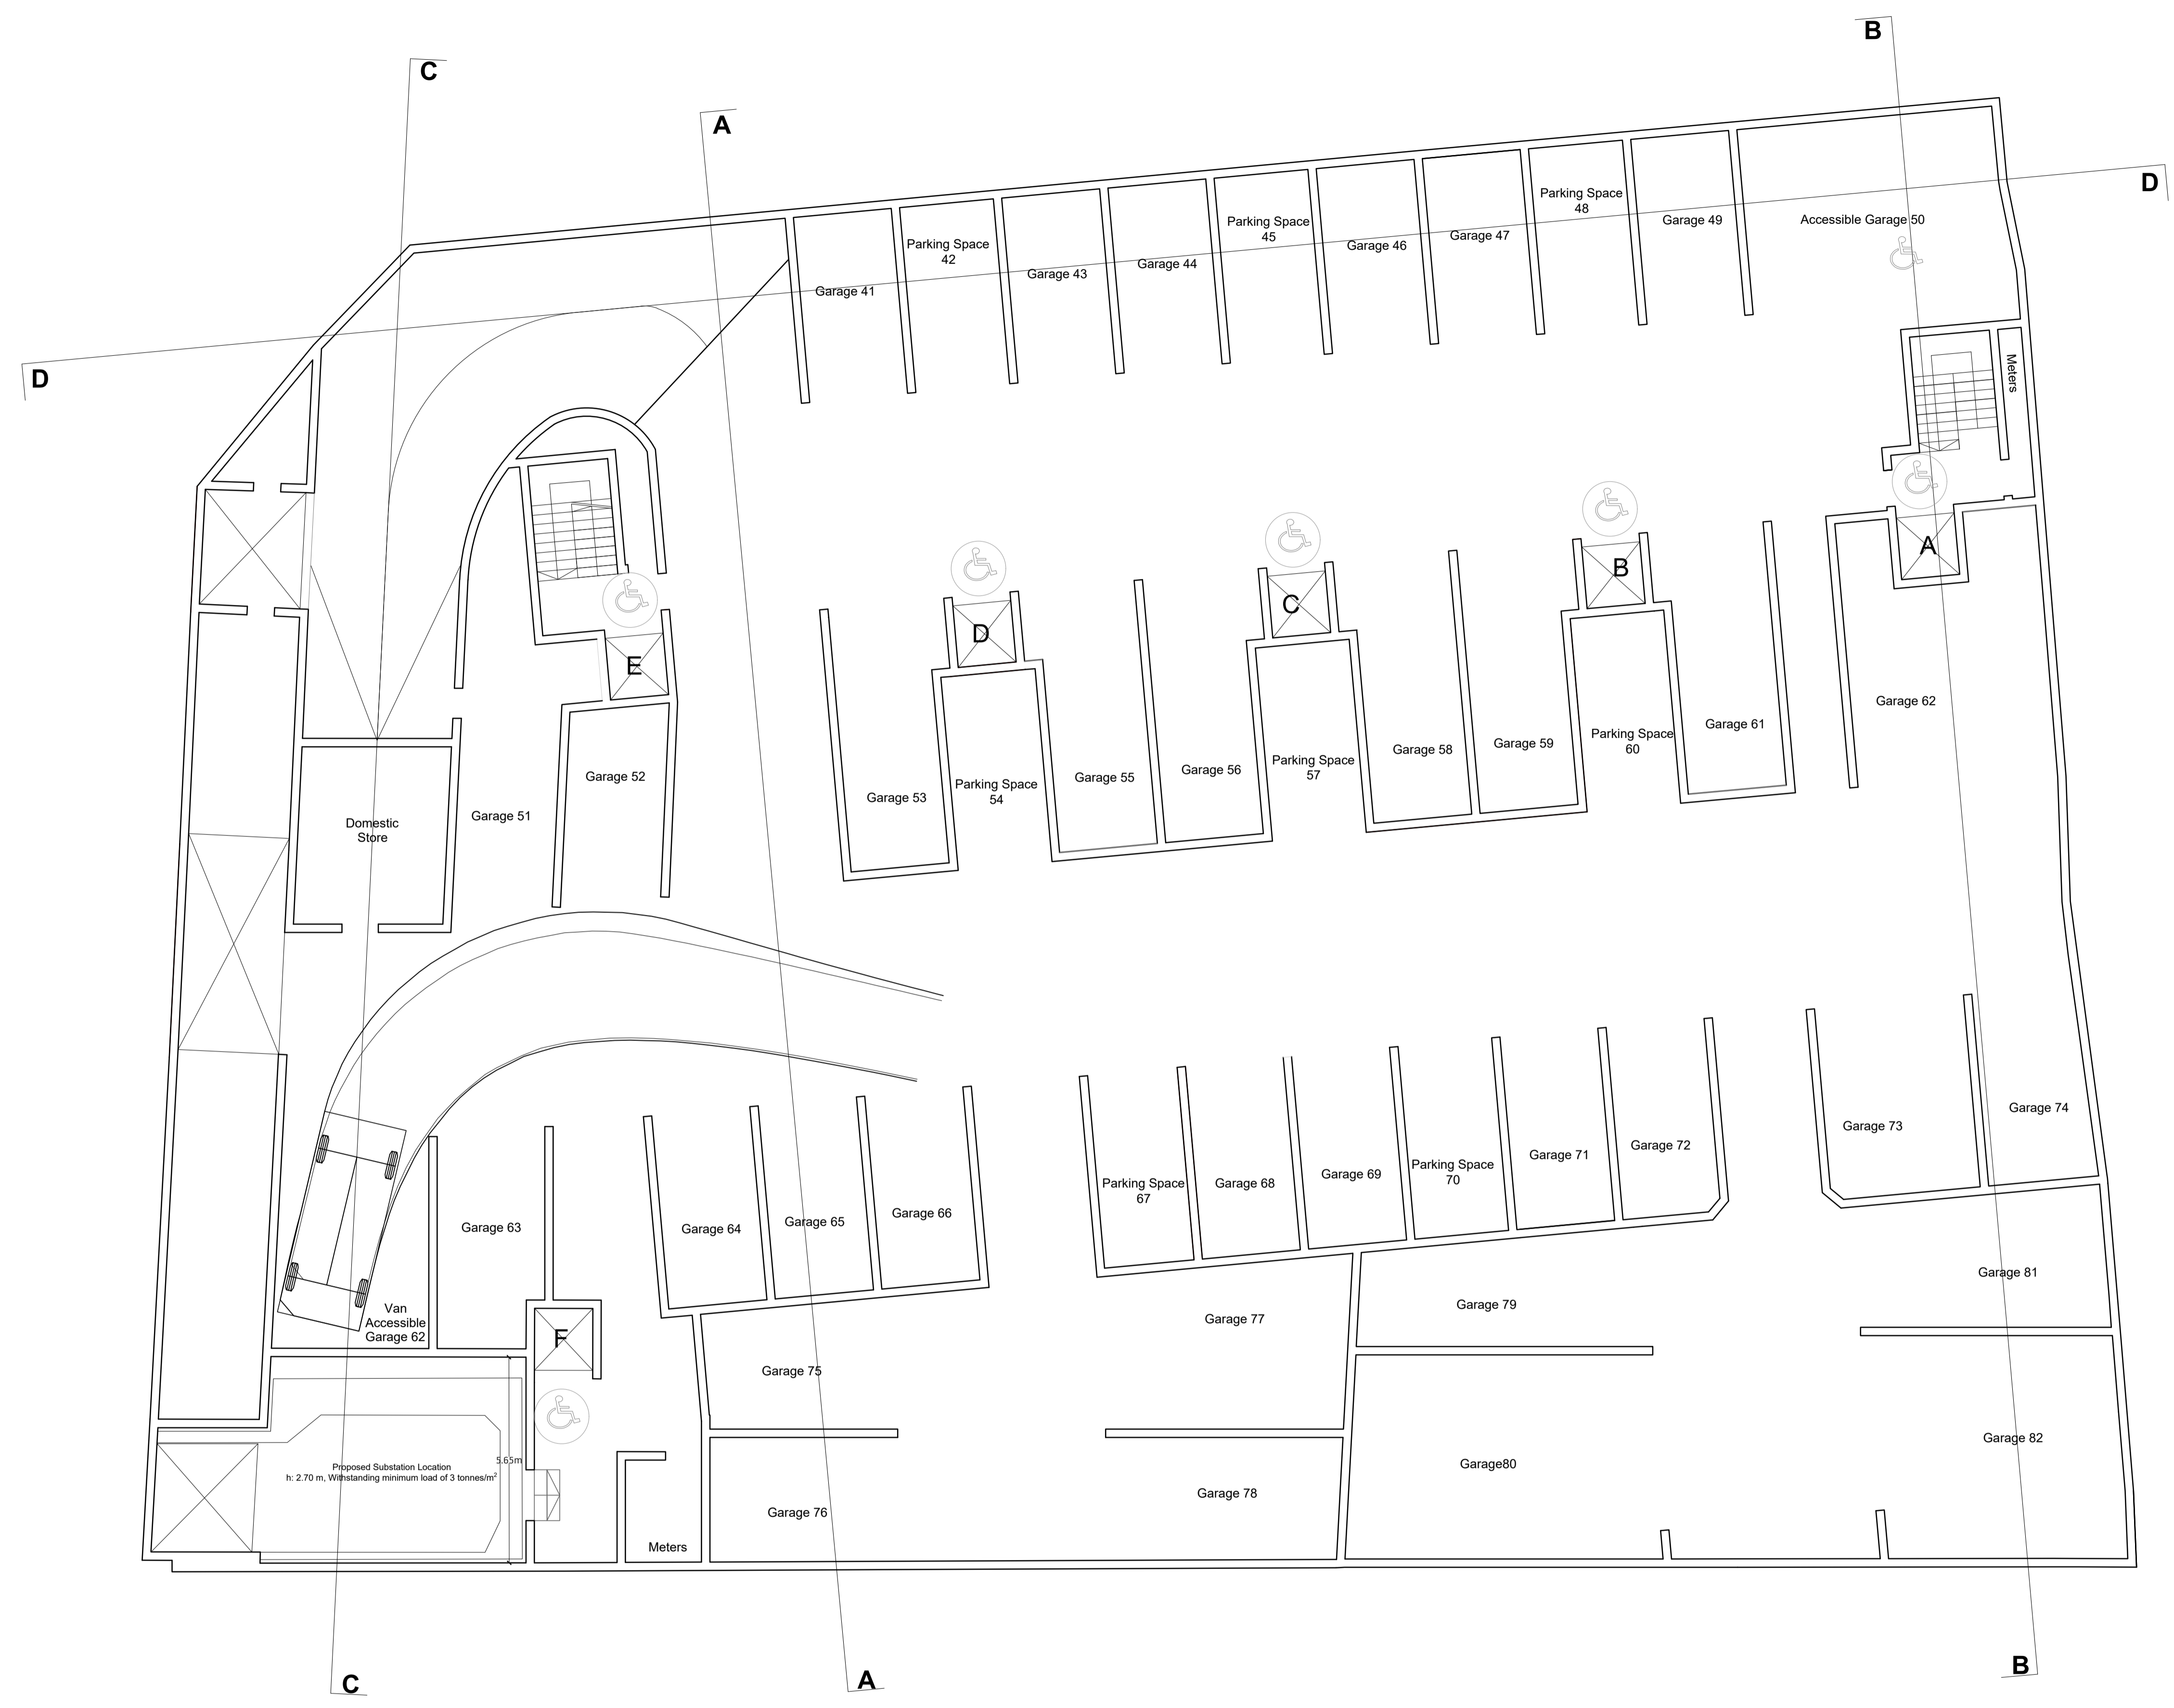 B
C
A
D
Parking Space
48
Garage 49
Accessible Garage 50
Parking Space
45
Garage 46
Garage 47
Parking Space
42
Garage 43
Garage 44
Garage 41
D
Meters
A
B
C
D
E
Garage 62
Garage 61
Parking Space
60
Garage 59
Garage 58
Parking Space
57
Garage 56
Garage 55
Parking Space
54
Garage 53
Garage 52
Garage 51
Domestic
Store
Garage 74
Garage 73
Garage 72
Garage 71
Parking Space
70
Garage 69
Garage 68
Parking Space
67
Garage 66
Garage 65
Garage 64
Garage 63
Van
Accessible
Garage 62
F
Garage 81
Garage 79
Garage 77
Garage 75
Garage 82
Garage80
Garage 78
Garage 76
5.65m
Proposed Substation Location
h: 2.70 m, Withstanding minimum load of 3 tonnes/m²
Meters
C
A
B